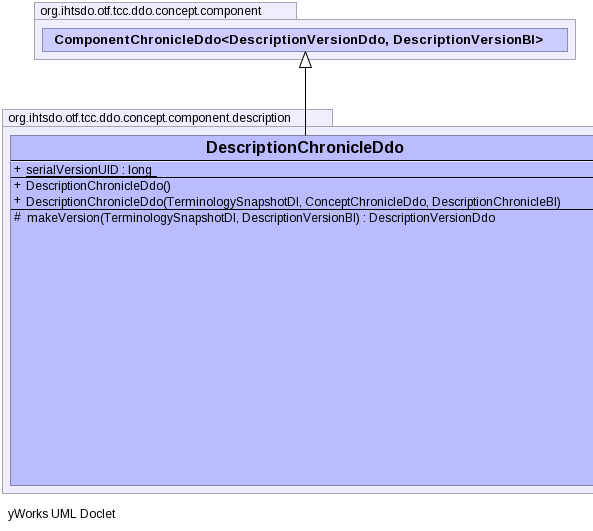 org.ihtsdo.otf.tcc.ddo.concept.component
ComponentChronicleDdo<DescriptionVersionDdo, DescriptionVersionBI>
org.ihtsdo.otf.tcc.ddo.concept.component.description
DescriptionChronicleDdo
+ serialVersionUID : long
+ DescriptionChronicleDdo()
+ DescriptionChronicleDdo(TerminologySnapshotDI, ConceptChronicleDdo, DescriptionChronicleBI)
# makeVersion(TerminologySnapshotDI, DescriptionVersionBI) : DescriptionVersionDdo
yWorks UML Doclet